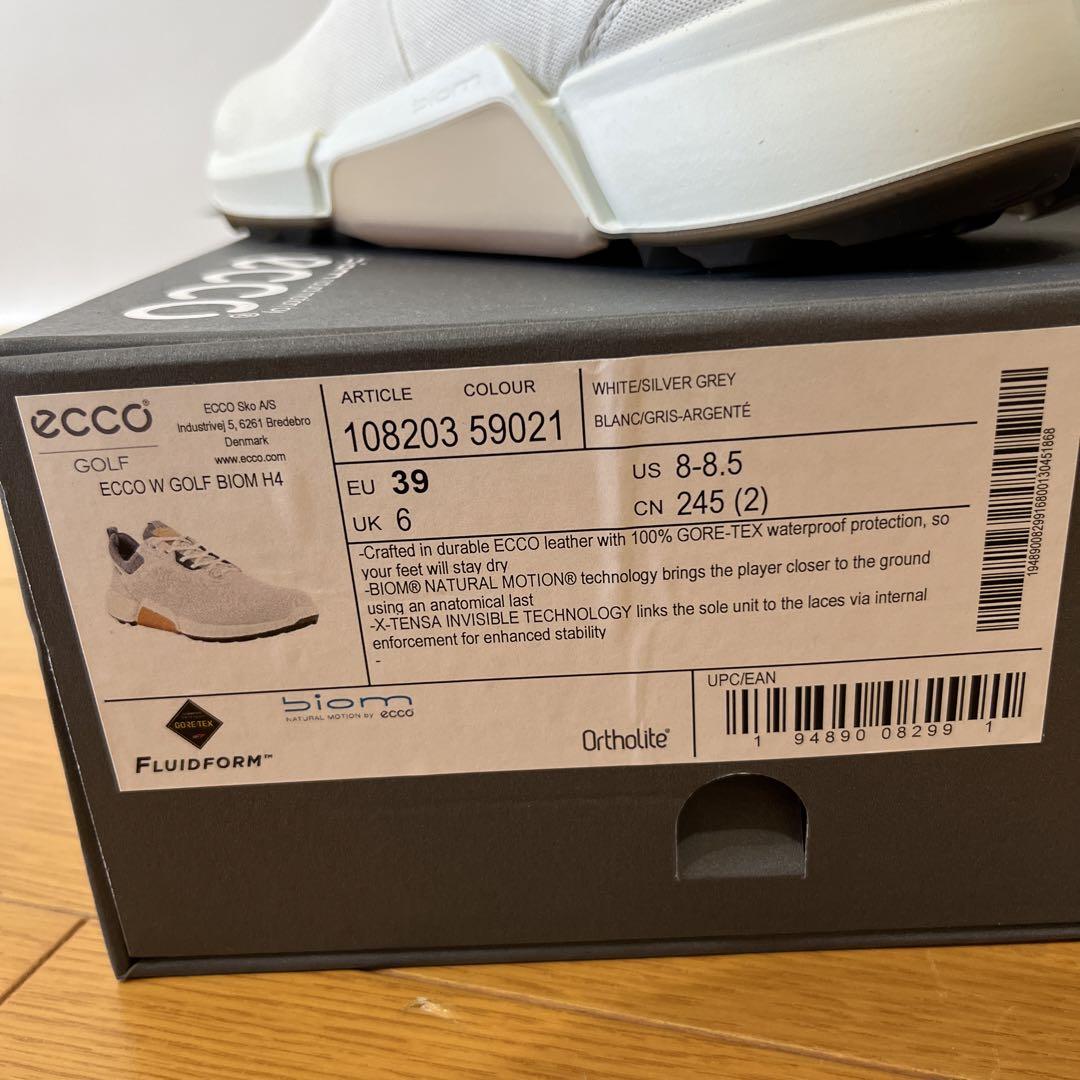 biom
ecco®
ecco®
GOLF
ECCO Sko A/S
Industrivej 5, 6261 Bredebro
Denmark
www.ecco.com
ECCO W GOLF BIOM H4
ARTICLE COLOUR
108203 59021
WHITE/SILVER GREY
BLANC/GRIS-ARGENTÉ
EU 39
UK 6
US 8-8.5
CN 245 (2)
-Crafted in durable ECCO leather with 100% GORE-TEX waterproof protection, so
your feet will stay dry
-BIOM® NATURAL MOTION® technology brings the player closer to the ground
using an anatomical last
-X-TENSA INVISIBLE TECHNOLOGY links the sole unit to the laces via internal
enforcement for enhanced stability
-
19489008299168001304518​68
GORE-TEX
FLUIDFORM™
biom
NATURAL MOTION BY ecco
Ortholite®
UPC/EAN
1 94890 08299 1